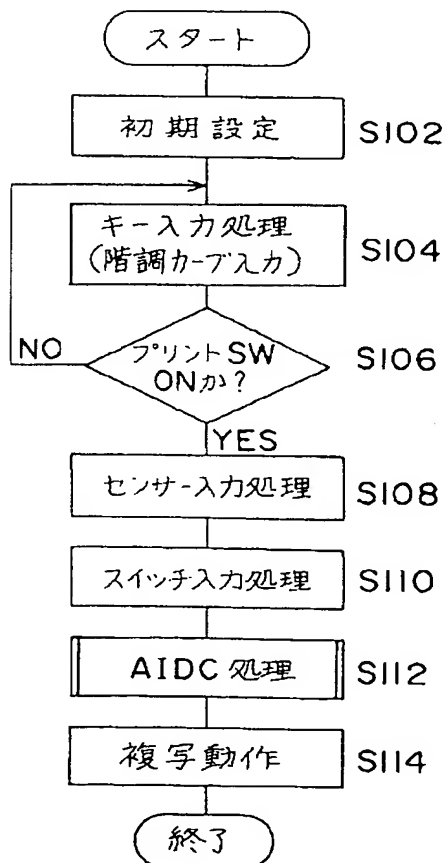 スタート
初期設定 S102
キー入力処理
(階調カーブ入力) S104
NO プリントSW
ONか? S106
YES
センサー入力処理 S108
スイッチ入力処理 S110
AIDC処理 S112
複写動作 S114
終了